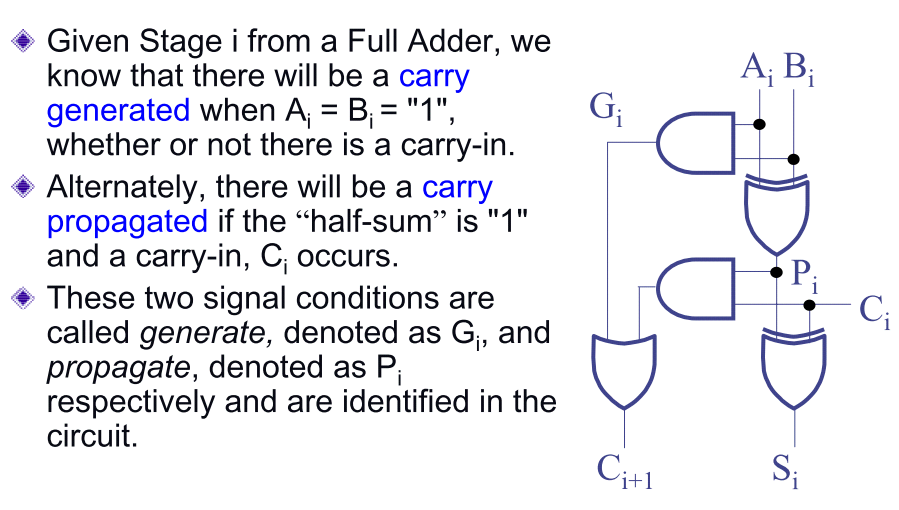 Given Stage i from a Full Adder, we
know that there will be a carry
generated when Ai = Bi = "1",
whether or not there is a carry-in.
Alternately, there will be a carry
propagated if the “half-sum” is "1"
and a carry-in, Ci occurs.
These two signal conditions are
called generate, denoted as Gi, and
propagate, denoted as Pi
respectively and are identified in the
circuit.
Ai Bi
Gi
Pi
Ci
Ci+1
Si